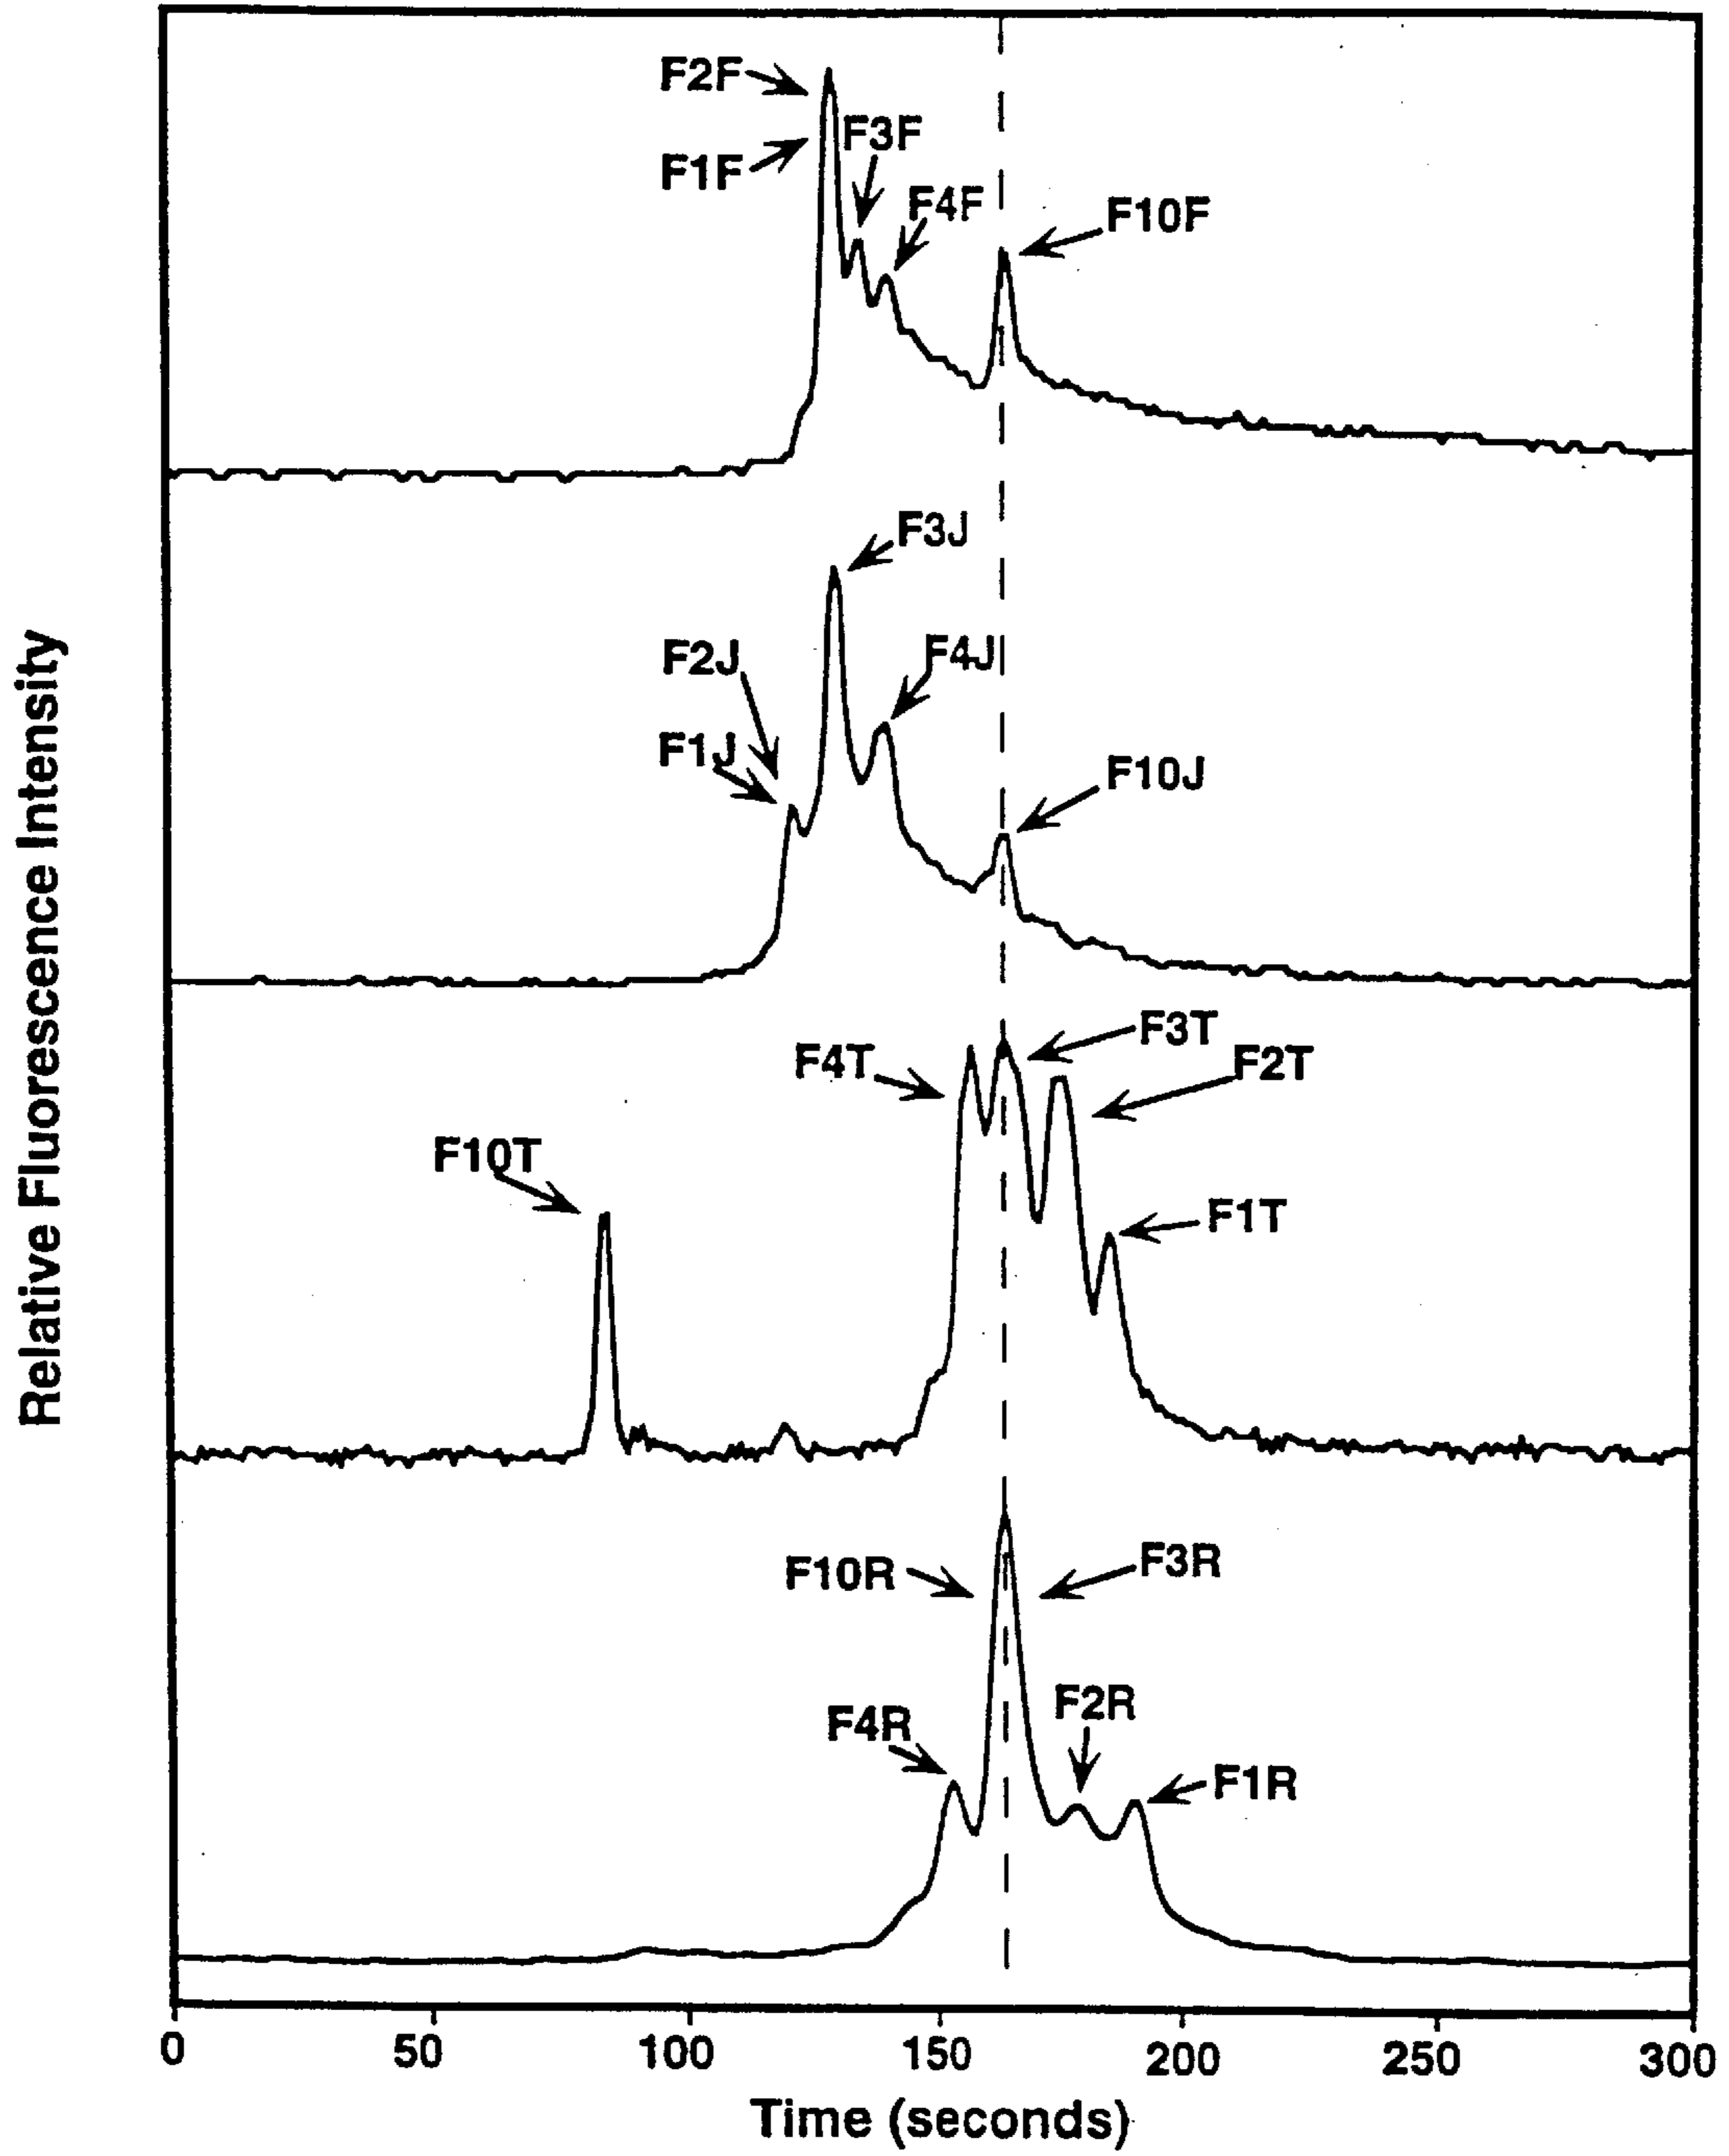 F2F
F3F
F1F
F4F
F10F
F3J
F2J
F4J
F1J
F10J
F3T
F4T
F2T
F10T
F1T
F10R
F3R
F2R
F4R
F1R
Relative Fluorescence Intensity
0 50 100 150 200 250 300
Time (seconds)